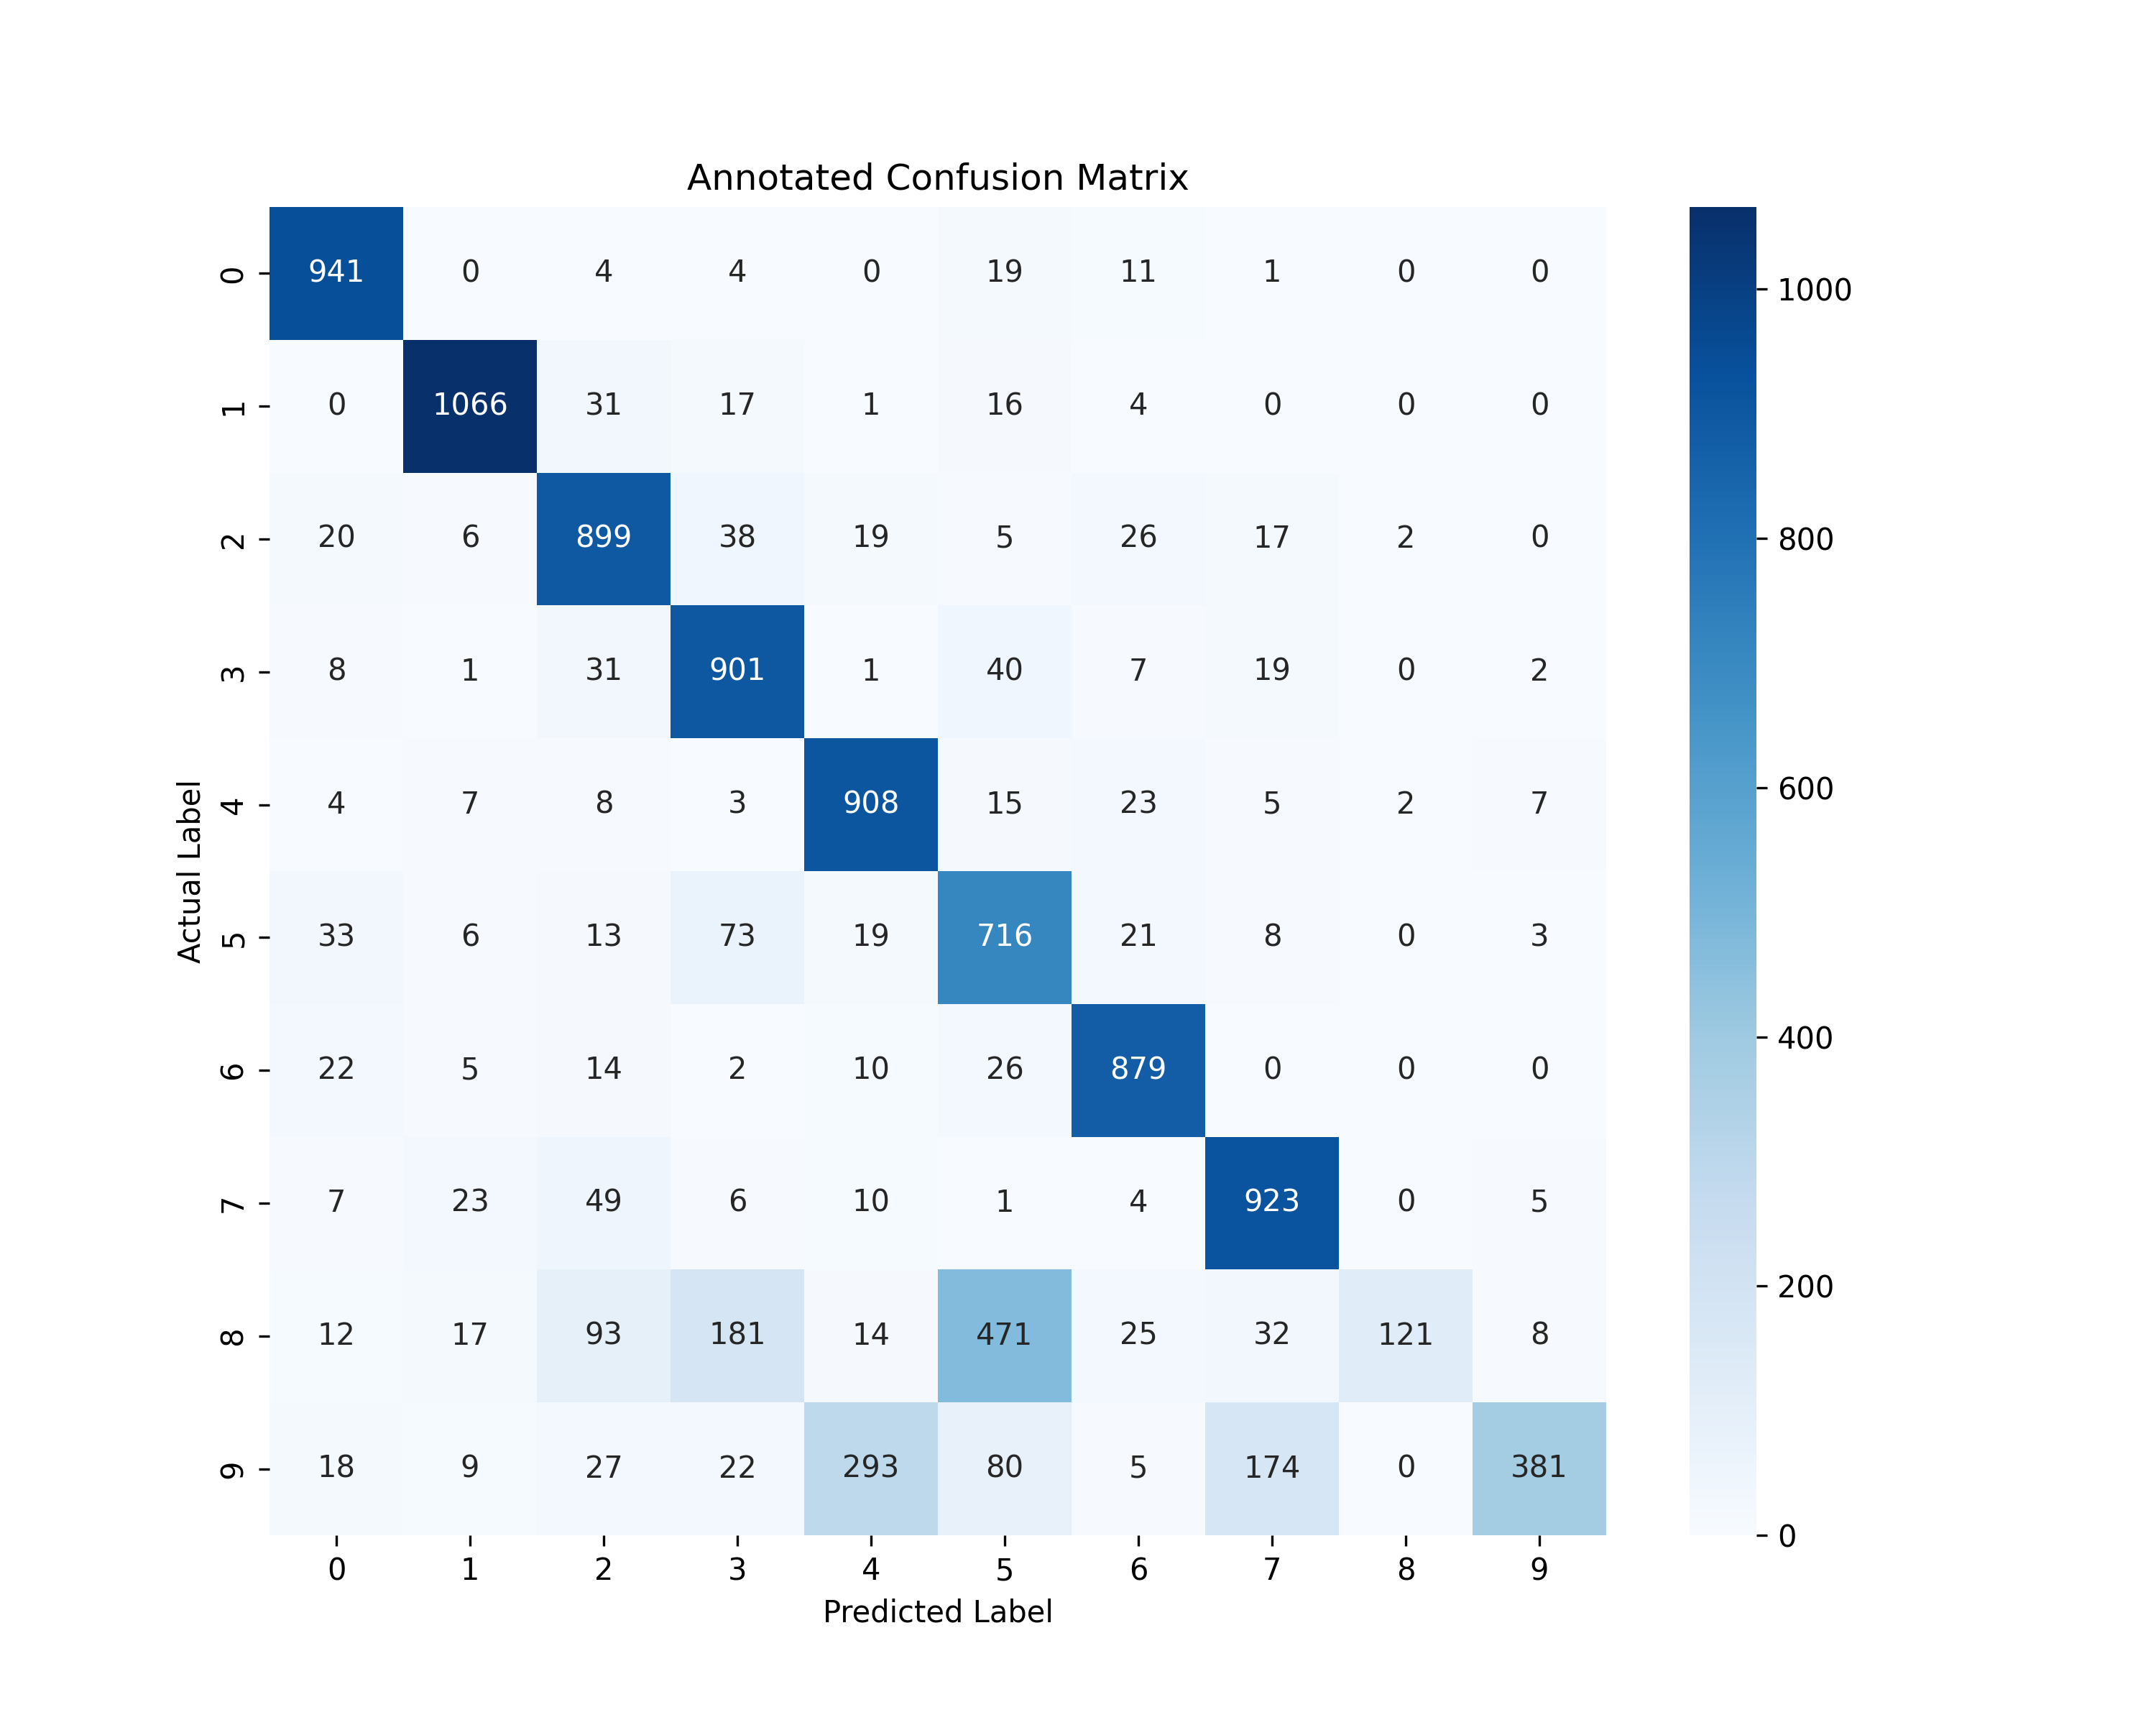 Annotated Confusion Matrix
0 941 0 4 4 0 19 11 1 0 0
1 0 1066 31 17 1 16 4 0 0 0
2 20 6 899 38 19 5 26 17 2 0
3 8 1 31 901 1 40 7 19 0 2
4 4 7 8 3 908 15 23 5 2 7
5 33 6 13 73 19 716 21 8 0 3
6 22 5 14 2 10 26 879 0 0 0
7 7 23 49 6 10 1 4 923 0 5
8 12 17 93 181 14 471 25 32 121 8
9 18 9 27 22 293 80 5 174 0 381
0 1 2 3 4 5 6 7 8 9
Predicted Label
Actual Label
1000
800
600
400
200
0